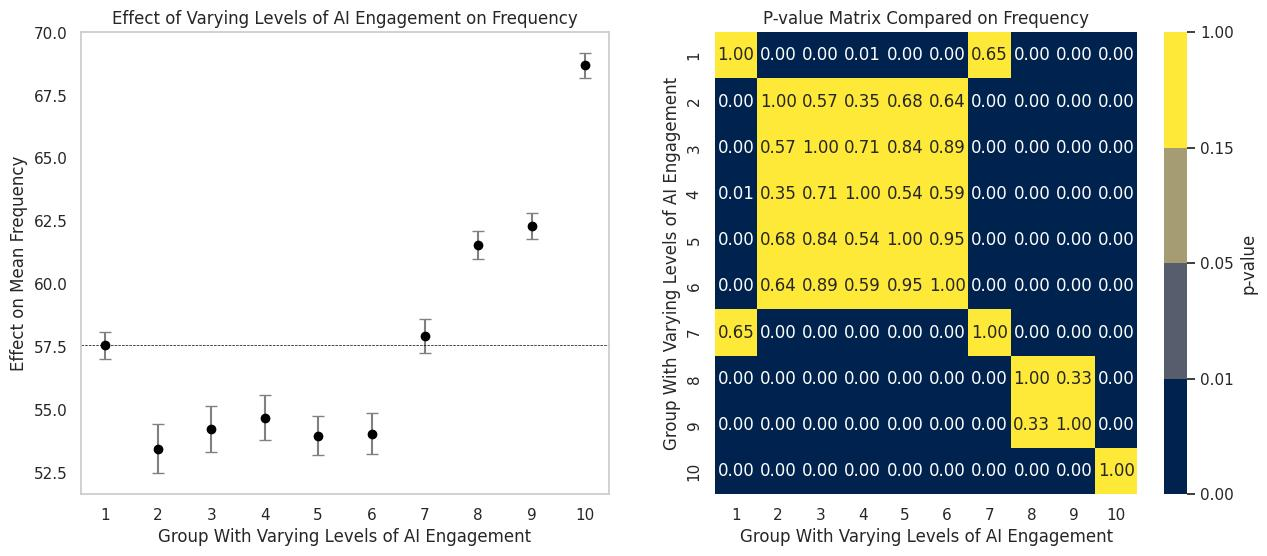 Effect of Varying Levels of AI Engagement on Frequency
Effect on Mean Frequency
70.0
67.5
65.0
62.5
60.0
57.5
55.0
52.5
1 2 3 4 5 6 7 8 9 10
Group With Varying Levels of AI Engagement
P-value Matrix Compared on Frequency
Group With Varying Levels of AI Engagement
1 1.00 0.00 0.00 0.01 0.00 0.00 0.65 0.00 0.00 0.00
2 0.00 1.00 0.57 0.35 0.68 0.64 0.00 0.00 0.00 0.00
3 0.00 0.57 1.00 0.71 0.84 0.89 0.00 0.00 0.00 0.00
4 0.01 0.35 0.71 1.00 0.54 0.59 0.00 0.00 0.00 0.00
5 0.00 0.68 0.84 0.54 1.00 0.95 0.00 0.00 0.00 0.00
6 0.00 0.64 0.89 0.59 0.95 1.00 0.00 0.00 0.00 0.00
7 0.65 0.00 0.00 0.00 0.00 0.00 1.00 0.00 0.00 0.00
8 0.00 0.00 0.00 0.00 0.00 0.00 0.00 1.00 0.33 0.00
9 0.00 0.00 0.00 0.00 0.00 0.00 0.00 0.33 1.00 0.00
10 0.00 0.00 0.00 0.00 0.00 0.00 0.00 0.00 0.00 1.00
1 2 3 4 5 6 7 8 9 10
Group With Varying Levels of AI Engagement
1.00
0.15
0.05
0.01
0.00
p-value